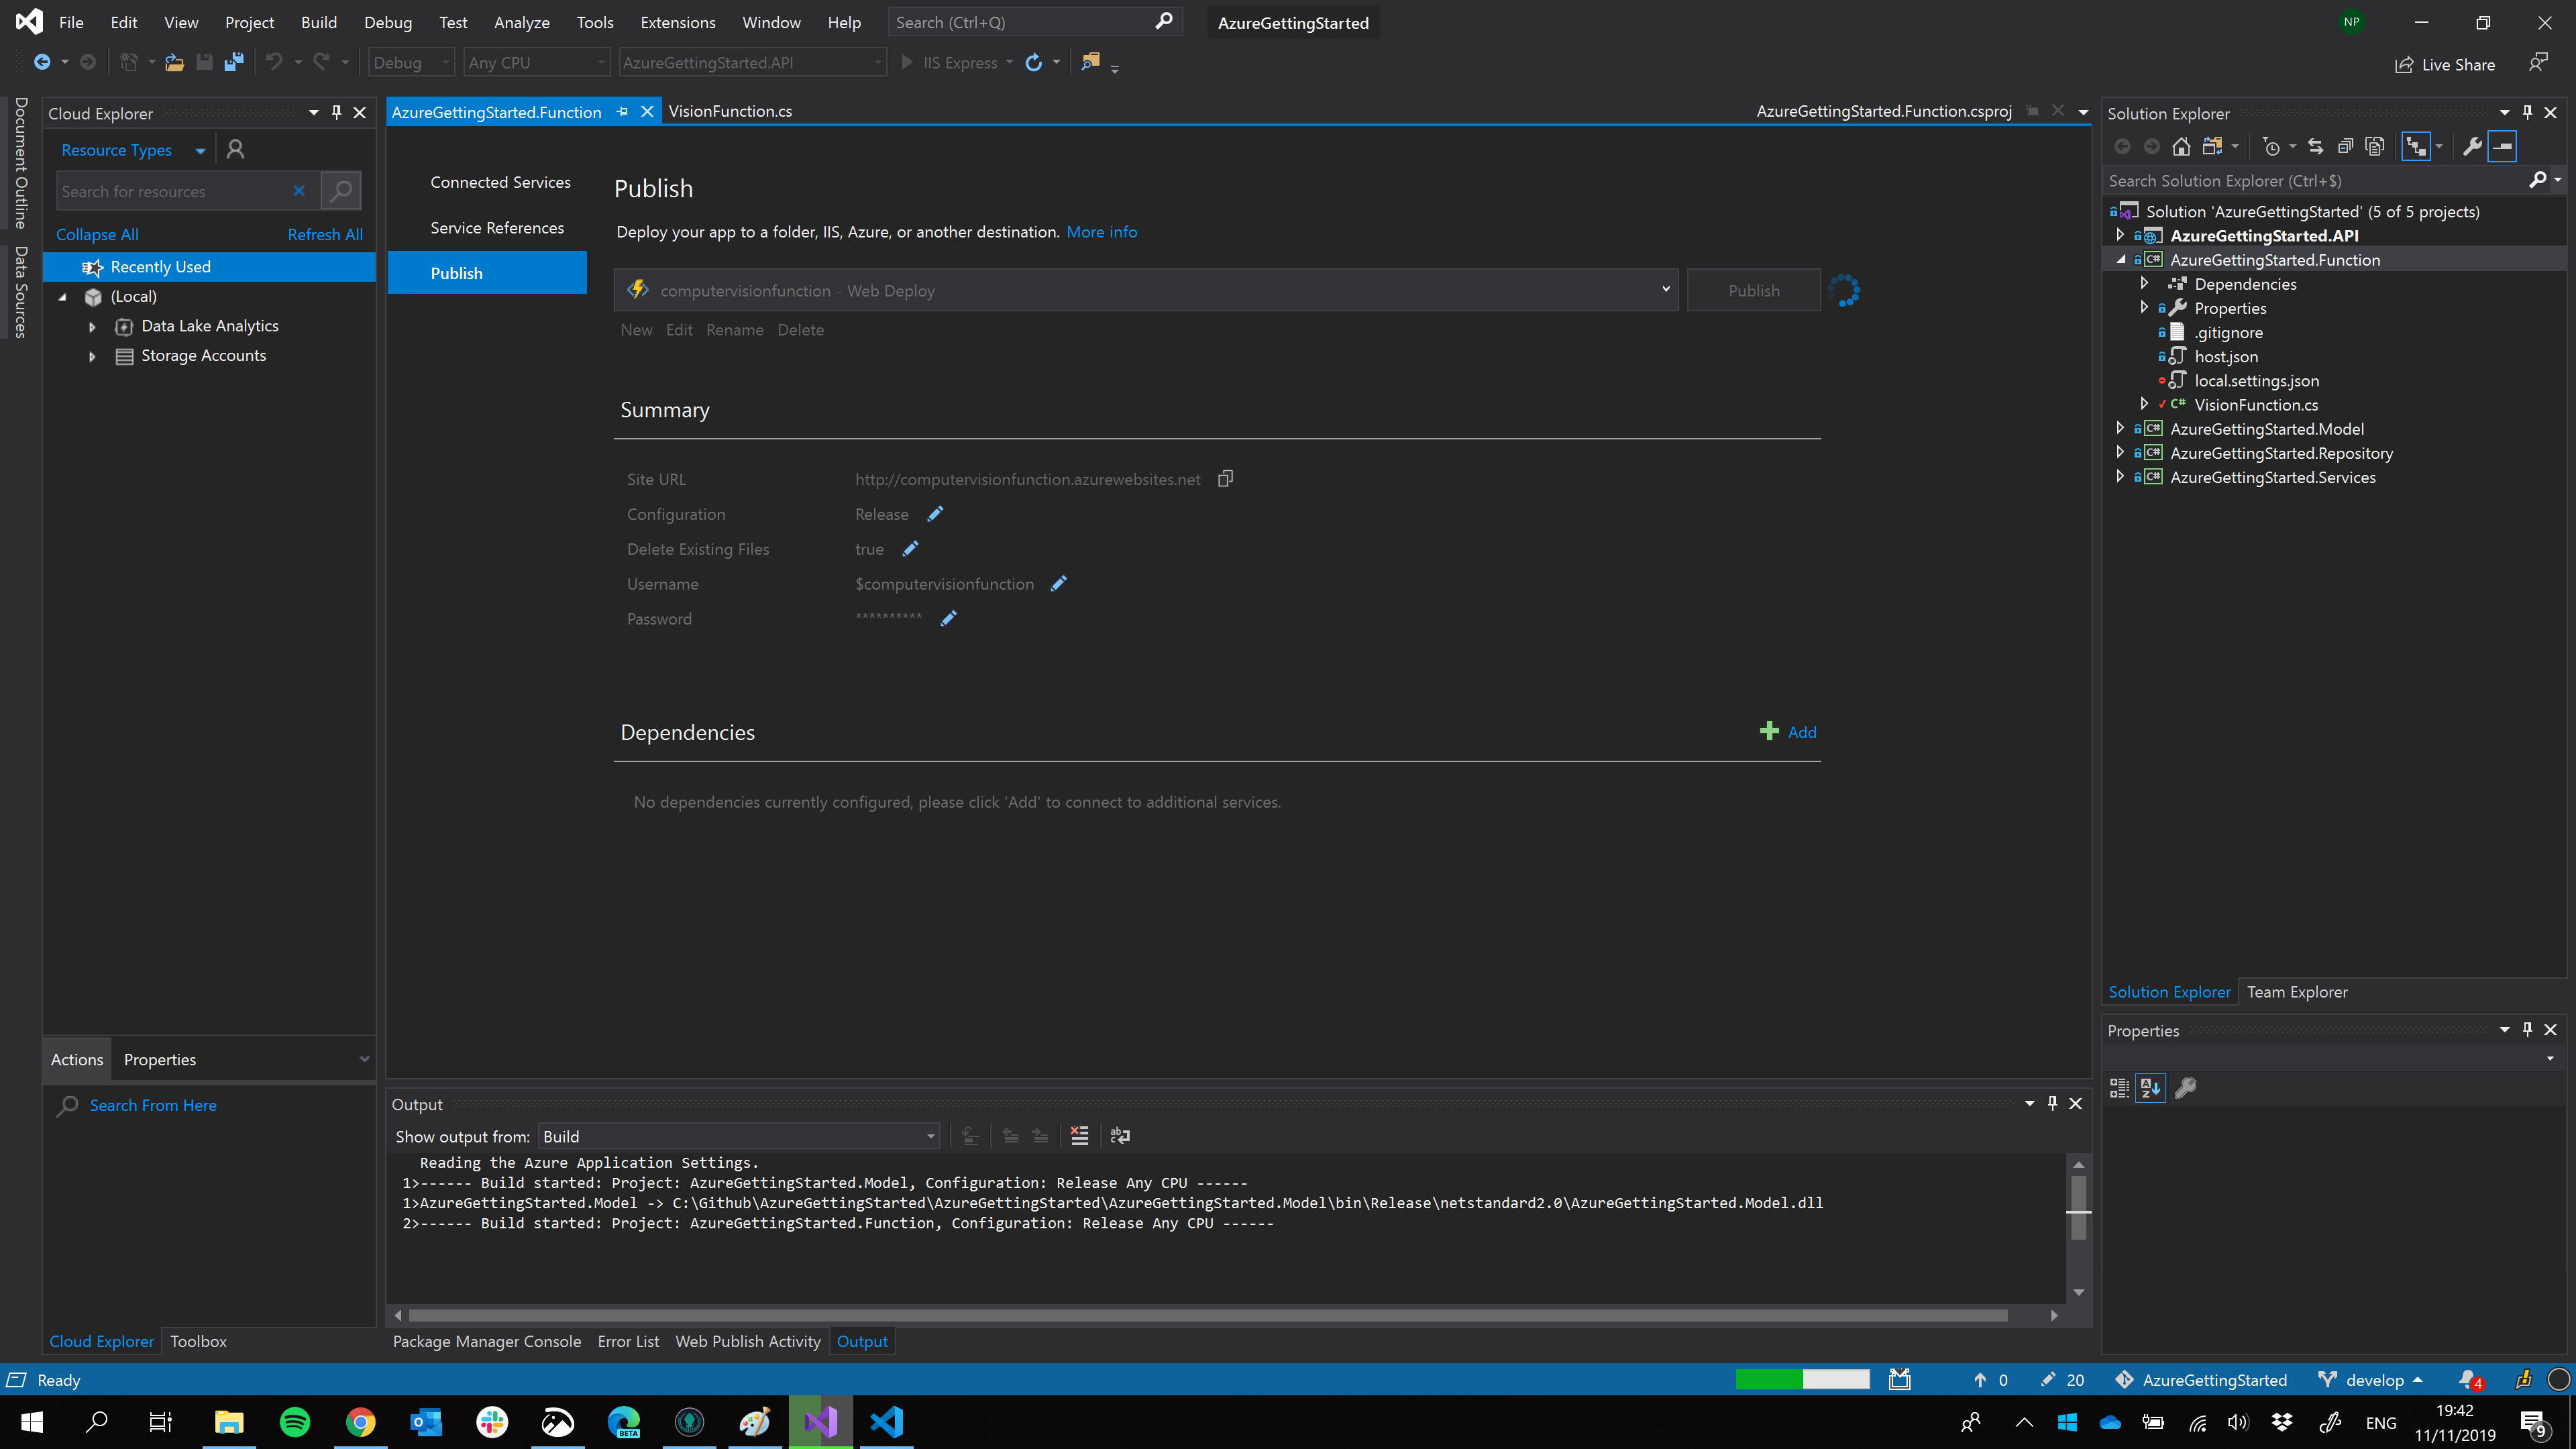 File Edit View Project Build Debug Test Analyze Tools Extensions Window Help Search (Ctrl+Q) AzureGettingStarted NP
Debug Any CPU AzureGettingStarted.API IIS Express Live Share
Document Outline
Data Sources
Cloud Explorer
Resource Types
Search for resources
Collapse All Refresh All
Recently Used
(Local)
Data Lake Analytics
Storage Accounts
Actions Properties
Search From Here
Cloud Explorer Toolbox
AzureGettingStarted.Function VisionFunction.cs AzureGettingStarted.Function.csproj
Connected Services
Service References
Publish
Publish
Deploy your app to a folder, IIS, Azure, or another destination. More info
computervisionfunction - Web Deploy Publish
New Edit Rename Delete
Summary
Site URL http://computervisionfunction.azurewebsites.net
Configuration Release
Delete Existing Files true
Username $computervisionfunction
Password **********
Dependencies Add
No dependencies currently configured, please click 'Add' to connect to additional services.
Output
Show output from: Build
Reading the Azure Application Settings.
1>------ Build started: Project: AzureGettingStarted.Model, Configuration: Release Any CPU ------
1>AzureGettingStarted.Model -> C:\Github\AzureGettingStarted\AzureGettingStarted\AzureGettingStarted.Model\bin\Release\netstandard2.0\AzureGettingStarted.Model.dll
2>------ Build started: Project: AzureGettingStarted.Function, Configuration: Release Any CPU ------
Package Manager Console Error List Web Publish Activity Output
Solution Explorer
Search Solution Explorer (Ctrl+$)
Solution 'AzureGettingStarted' (5 of 5 projects)
AzureGettingStarted.API
C# AzureGettingStarted.Function
Dependencies
Properties
.gitignore
host.json
local.settings.json
C# VisionFunction.cs
C# AzureGettingStarted.Model
C# AzureGettingStarted.Repository
C# AzureGettingStarted.Services
Solution Explorer Team Explorer
Properties
Ready 0 20 AzureGettingStarted develop 4
BETA
ENG 19:42
11/11/2019 9